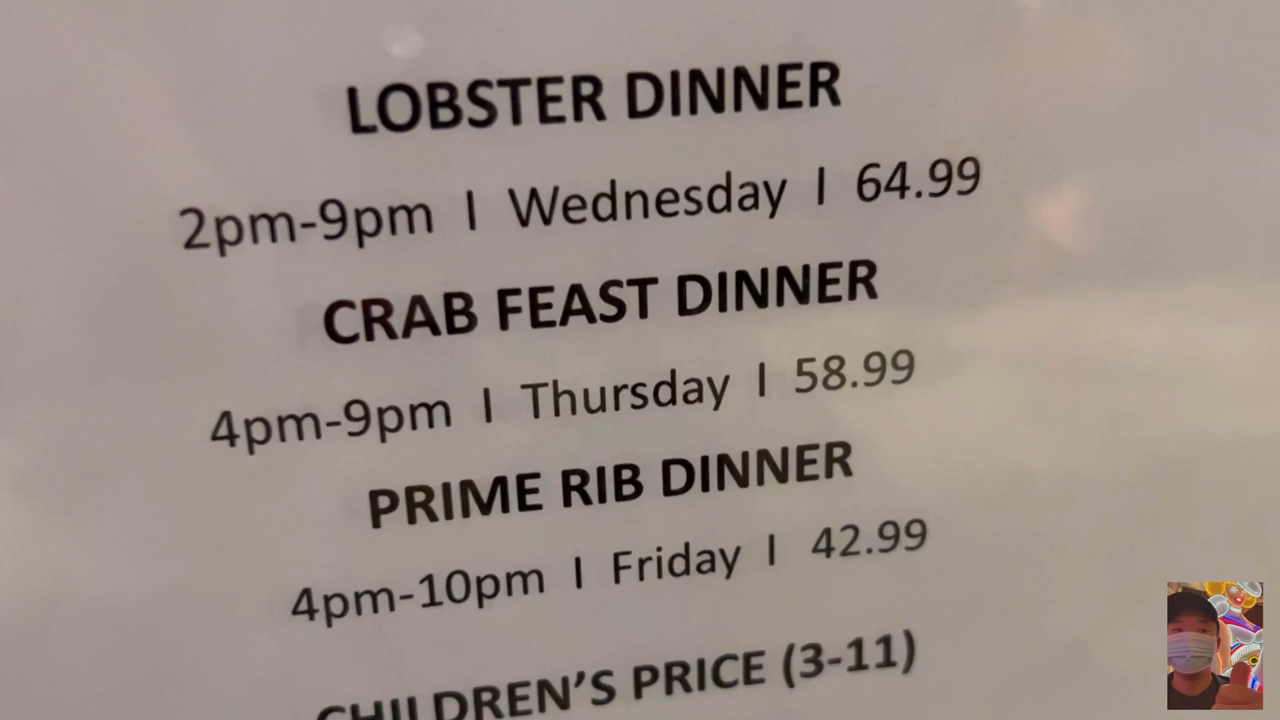 LOBSTER DINNER
2pm-9pm I Wednesday I 64.99
CRAB FEAST DINNER
4pm-9pm I Thursday I 58.99
PRIME RIB DINNER
4pm-10pm I Friday I 42.99
CHILDREN'S PRICE (3-11)